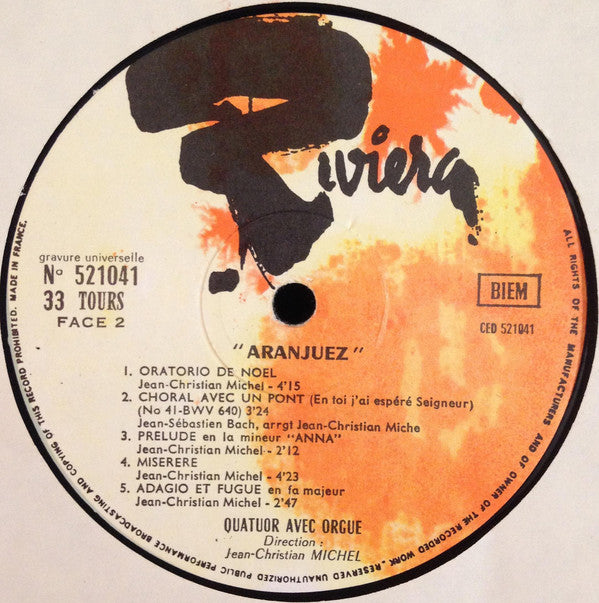 Riviera
gravure universelle
No 521041
33 TOURS
FACE 2
BIEM
CED 521041
"ARANJUEZ"
1. ORATORIO DE NOEL
Jean-Christian Michel - 4'15
2. CHORAL AVEC UN PONT (En toi j'ai espéré Seigneur)
(No 41-BWV 640) 3'24
Jean-Sébastien Bach, arrgt Jean-Christian Miche
3. PRELUDE en la mineur "ANNA"
Jean-Christian Michel - 2'12
4. MISERERE
Jean-Christian Michel - 4'23
5. ADAGIO ET FUGUE en fa majeur
Jean-Christian Michel - 2'47
QUATUOR AVEC ORGUE
Direction :
Jean-Christian MICHEL
ALL RIGHTS OF THE MANUFACTURERS AND OF OWNER OF THE RECORDED WORK. RESERVED UNAUTHORIZED PUBLIC PERFORMANCE BROADCASTING AND COPYING OF THIS RECORD PROHIBITED. MADE IN FRANCE.